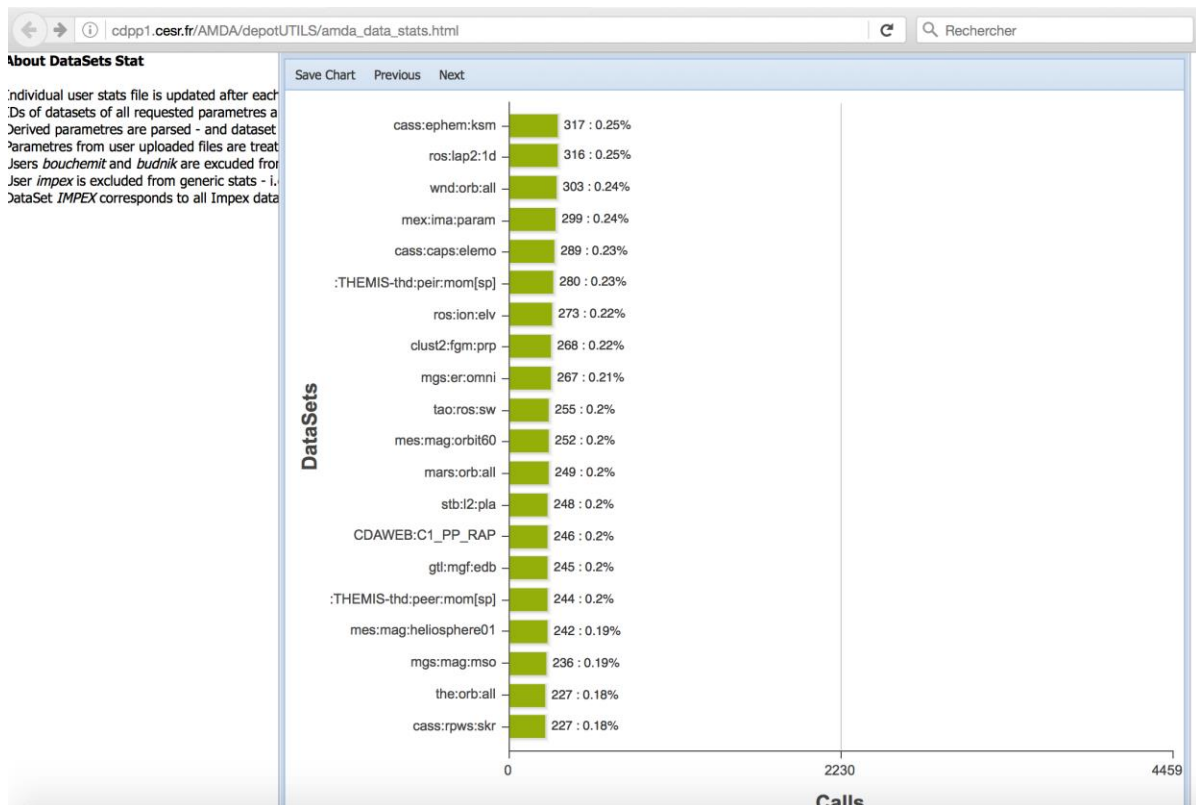 cdpp1.cesr.fr/AMDA/depotUTILS/amda_data_stats.html
Rechercher
About DataSets Stat
Individual user stats file is updated after each
IDs of datasets of all requested parametres a
Derived parametres are parsed - and dataset
Parametres from user uploaded files are treat
Users bouchemit and budnik are excuded fro
User impex is excluded from generic stats - i.
DataSet IMPEX corresponds to all Impex data
Save Chart Previous Next
DataSets
cass:ephem:ksm 317 : 0.25%
ros:lap2:1d 316 : 0.25%
wnd:orb:all 303 : 0.24%
mex:ima:param 299 : 0.24%
cass:caps:elemo 289 : 0.23%
:THEMIS-thd:peir:mom[sp] 280 : 0.23%
ros:ion:elv 273 : 0.22%
clust2:fgm:prp 268 : 0.22%
mgs:er:omni 267 : 0.21%
tao:ros:sw 255 : 0.2%
mes:mag:orbit60 252 : 0.2%
mars:orb:all 249 : 0.2%
stb:l2:pla 248 : 0.2%
CDAWEB:C1_PP_RAP 246 : 0.2%
gtl:mgf:edb 245 : 0.2%
:THEMIS-thd:peer:mom[sp] 244 : 0.2%
mes:mag:heliosphere01 242 : 0.19%
mgs:mag:mso 236 : 0.19%
the:orb:all 227 : 0.18%
cass:rpws:skr 227 : 0.18%
0 2230 4459
Calls